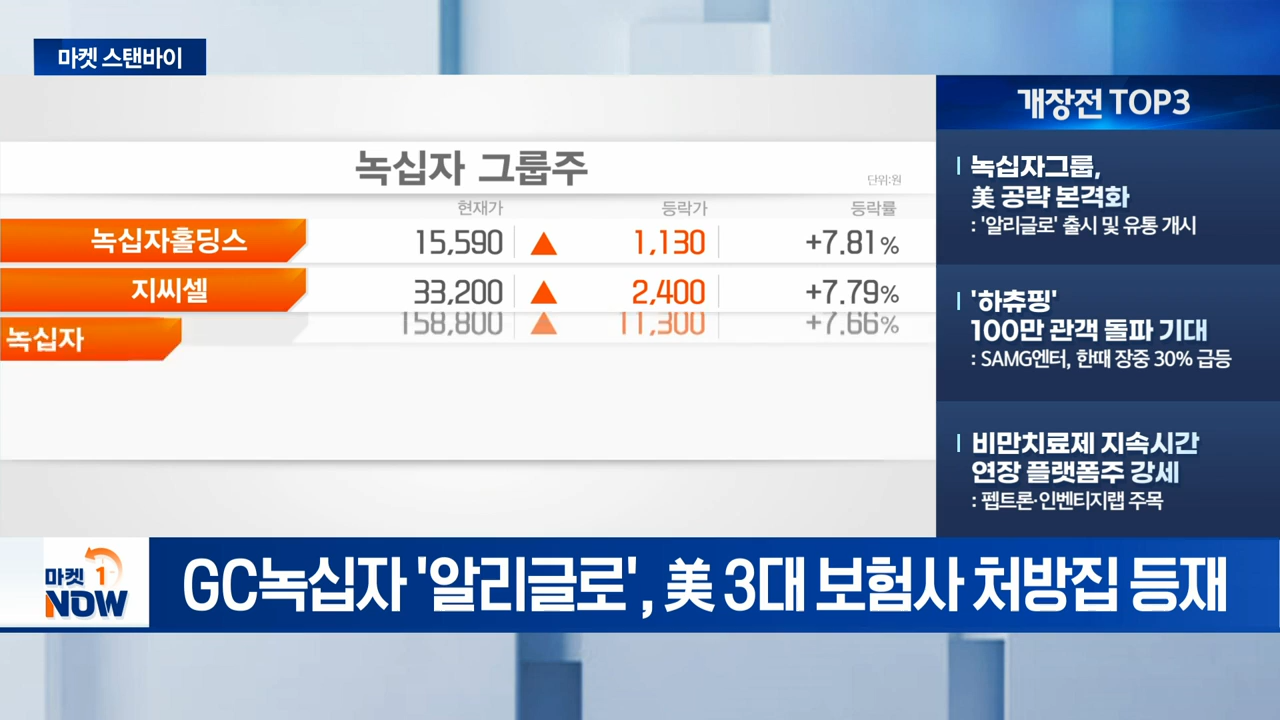 마켓 스탠바이
녹십자 그룹주
단위:원
현재가 등락가 등락률
녹십자홀딩스 15,590 ▲ 1,130 +7.81%
지씨셀 33,200 ▲ 2,400 +7.79%
녹십자 158,800 ▲ 11,300 +7.66%
개장전 TOP3
녹십자그룹,
美 공략 본격화
: '알리글로' 출시 및 유통 개시
'하츄핑'
100만 관객 돌파 기대
: SAMG엔터, 한때 장중 30% 급등
비만치료제 지속시간
연장 플랫폼주 강세
: 펩트론·인벤티지랩 주목
마켓 1
NOW
GC녹십자 '알리글로', 美 3대 보험사 처방집 등재